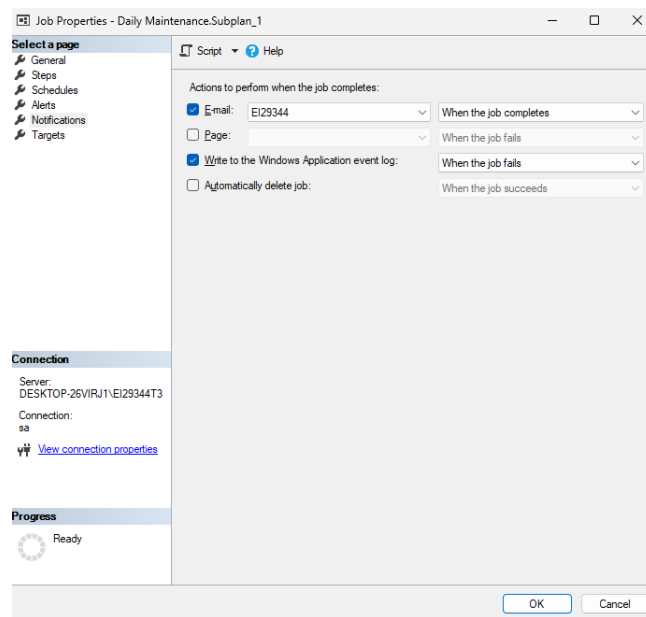 Job Properties - Daily Maintenance.Subplan_1
Select a page
General
Steps
Schedules
Alerts
Notifications
Targets
Script Help
Actions to perform when the job completes:
E-mail: EI29344 When the job completes
Page: When the job fails
Write to the Windows Application event log: When the job fails
Automatically delete job: When the job succeeds
Connection
Server:
DESKTOP-26VIRJ1\EI29344T3
Connection:
sa
View connection properties
Progress
Ready
OK Cancel